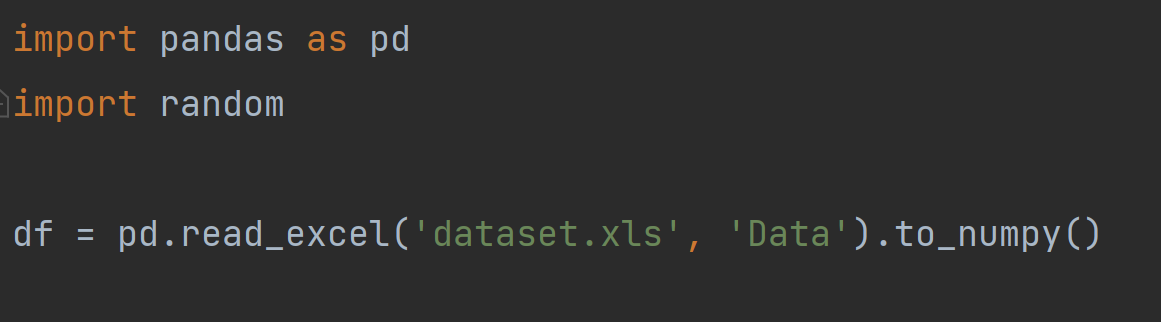 import pandas as pd
import random
df = pd.read_excel('dataset.xls', 'Data').to_numpy()